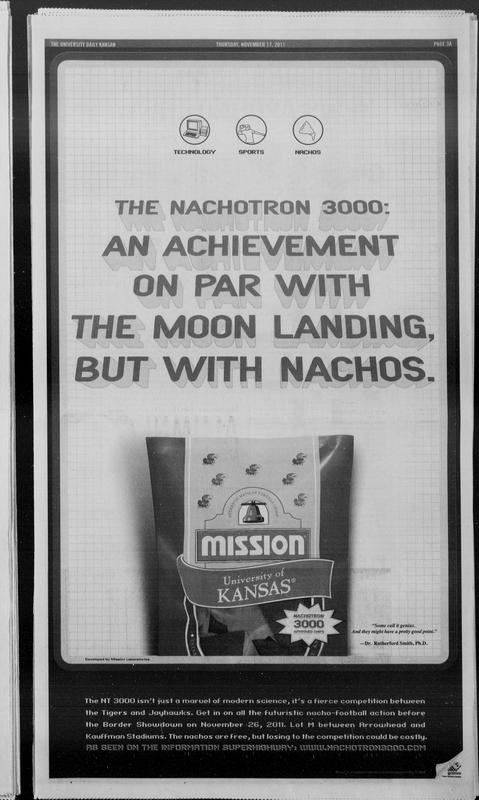 THE UNIVERSITY DAILY KANSAN
THURSDAY, NOVEMBER 17, 2011
PAGE 3A
TECHNOLOGY
SPORTS
NACHOS
THE NACHOTRON 3000:
AN ACHIEVEMENT
ON PAR WITH
THE MOON LANDING,
BUT WITH NACHOS.
MISSION
University of
KANSAS®
NACHOTRON
3000
APPROVED CHIPS
"Some call it genius.
And they might have a pretty good point."
—Dr. Rutherford Smith, Ph.D.
Developed by Mission Laboratories
The NT 3000 isn't just a marvel of modern science, it's a fierce competition between
the Tigers and Jayhawks. Get in on all the futuristic nacho-football action before
the Border Showdown on November 26, 2011. Lot M between Arrowhead and
Kauffman Stadiums. The nachos are free, but losing to the competition could be costly.
AS SEEN ON THE INFORMATION SUPERHIGHWAY: WWW.NACHOTRON3000.COM